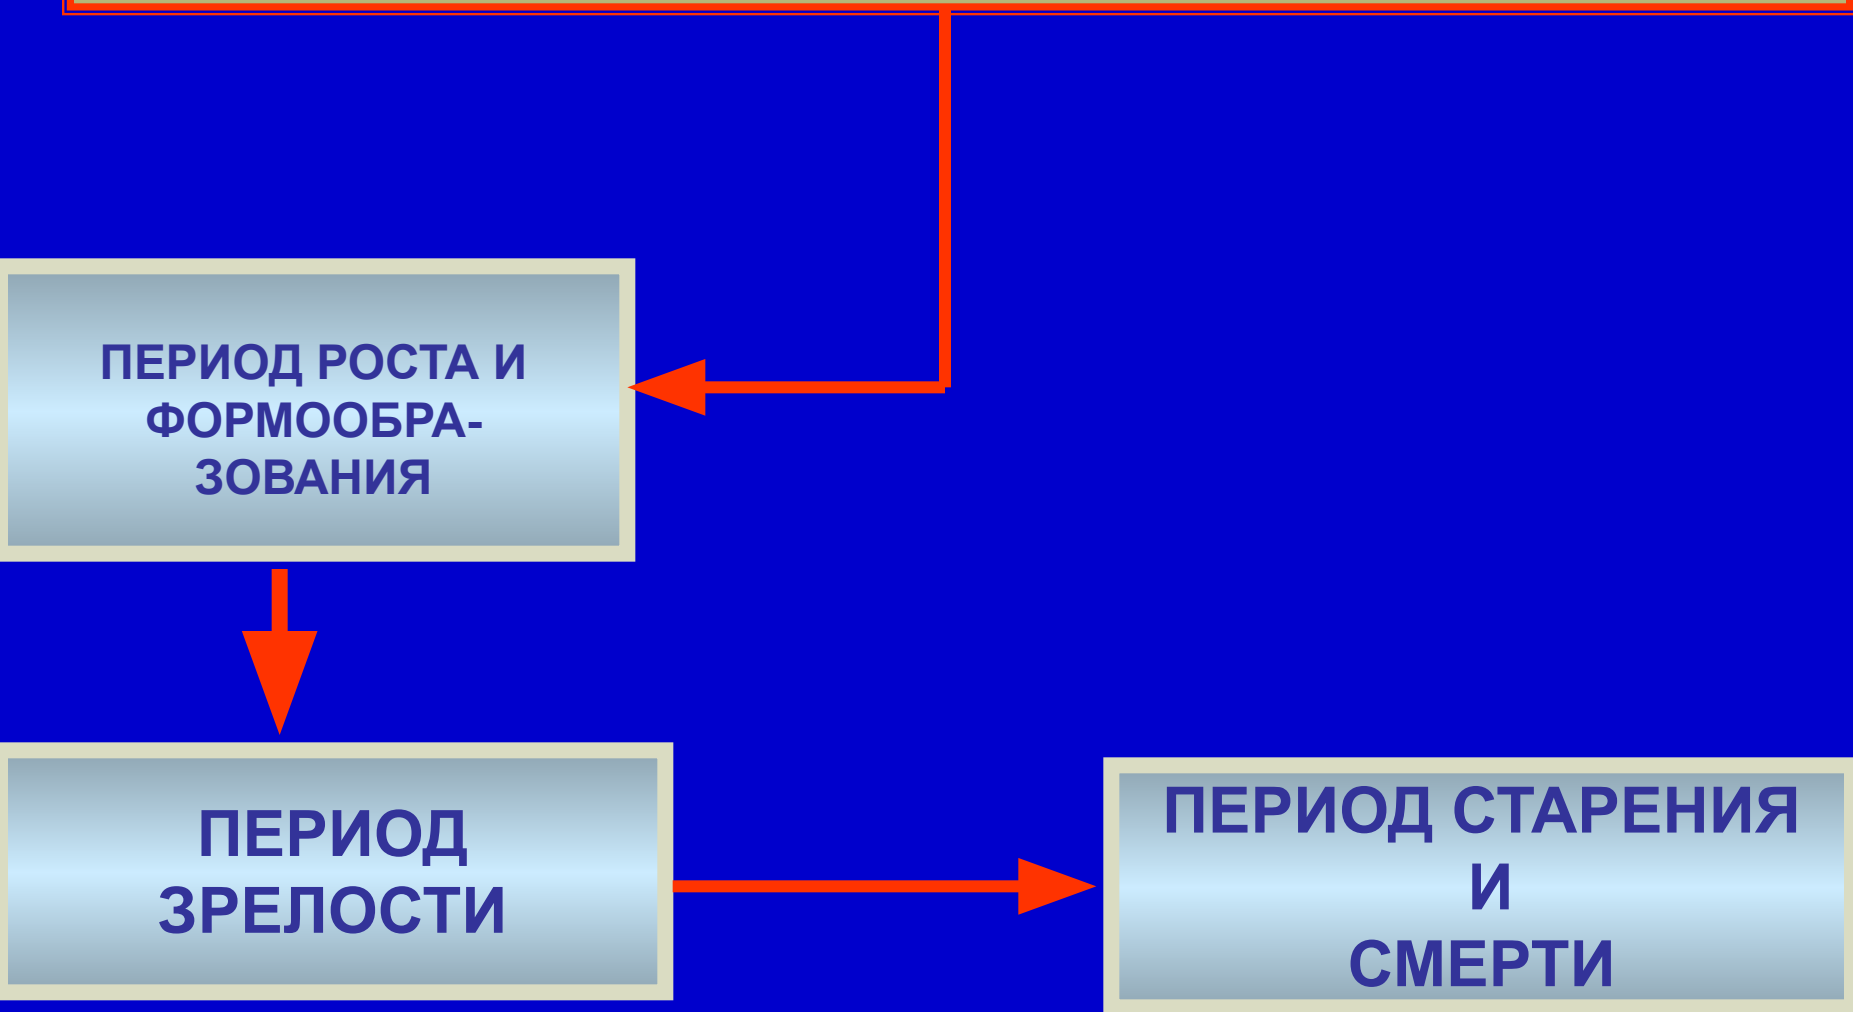 ПЕРИОД РОСТА И
ФОРМООБРА-
ЗОВАНИЯ
ПЕРИОД
ЗРЕЛОСТИ
ПЕРИОД СТАРЕНИЯ
И
СМЕРТИ